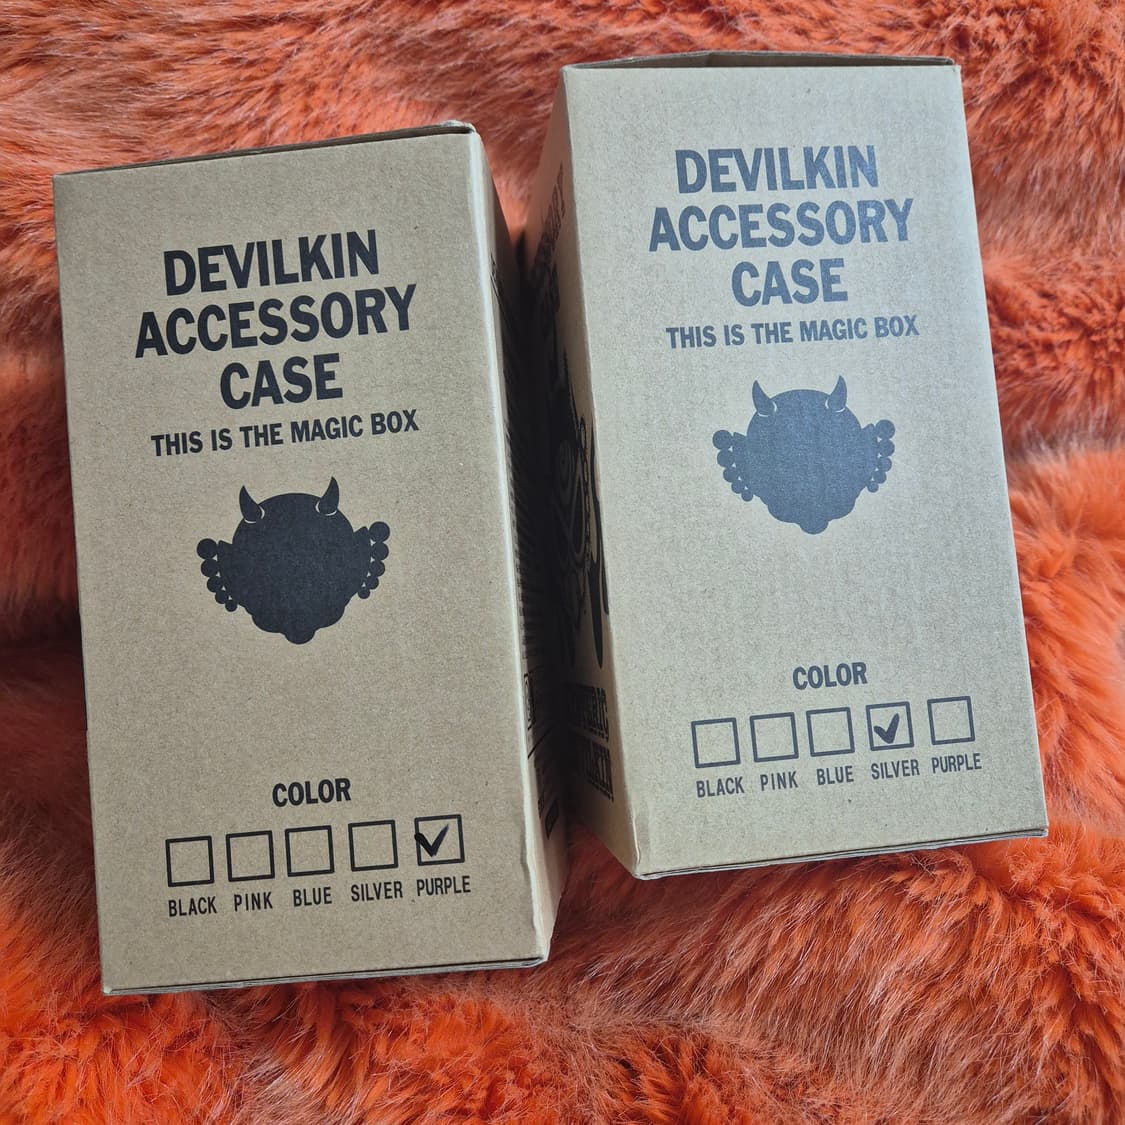 DEVILKIN
ACCESSORY
CASE
THIS IS THE MAGIC BOX
COLOR
BLACK PINK BLUE SILVER PURPLE
DEVILKIN
ACCESSORY
CASE
THIS IS THE MAGIC BOX
COLOR
BLACK PINK BLUE SILVER PURPLE